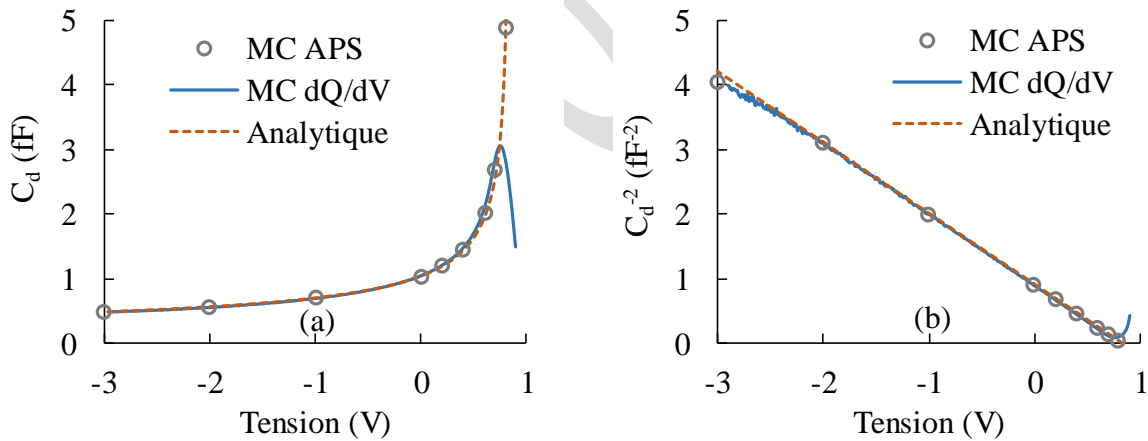 5
4
3
2
1
0
C_d (fF)
MC APS
MC dQ/dV
Analytique
(a)
-3 -2 -1 0 1
Tension (V)
5
4
3
2
1
0
C_d^-2 (fF^-2)
MC APS
MC dQ/dV
Analytique
(b)
-3 -2 -1 0 1
Tension (V)